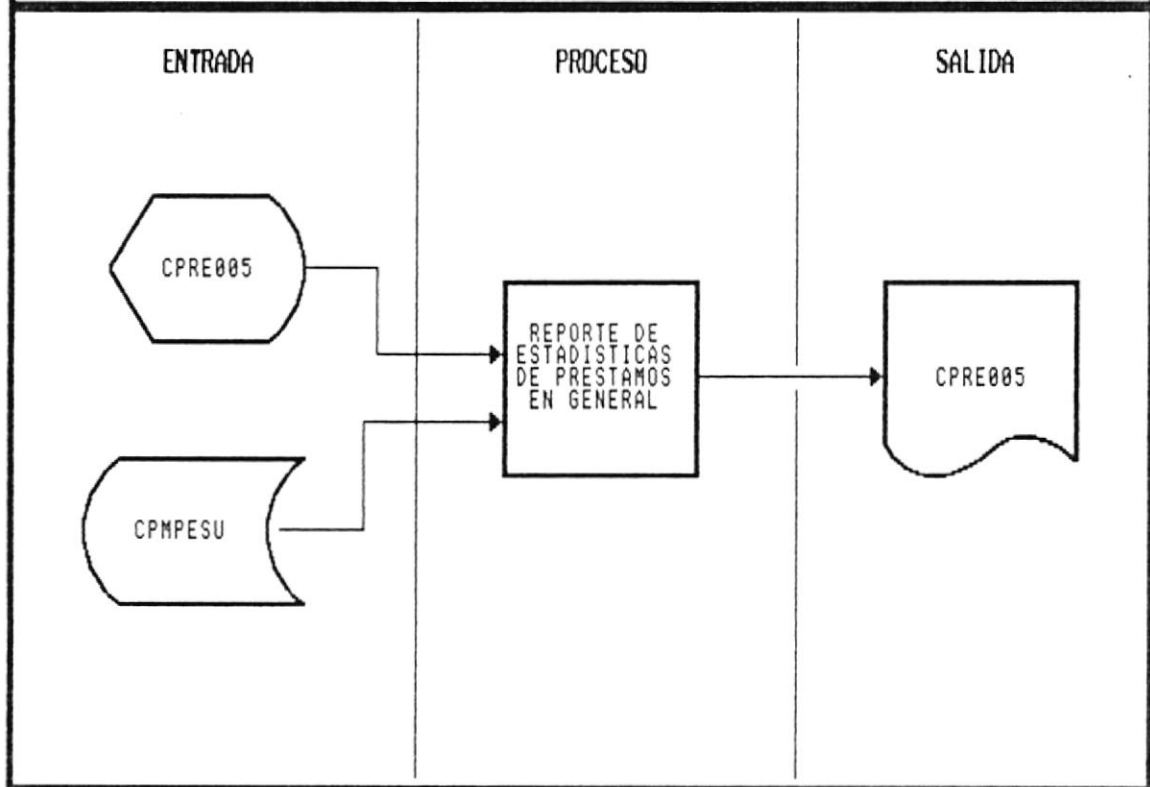 ENTRADA
PROCESO
SALIDA
CPRE005
CPMPESU
REPORTE DE
ESTADISTICAS
DE PRESTAMOS
EN GENERAL
CPRE005